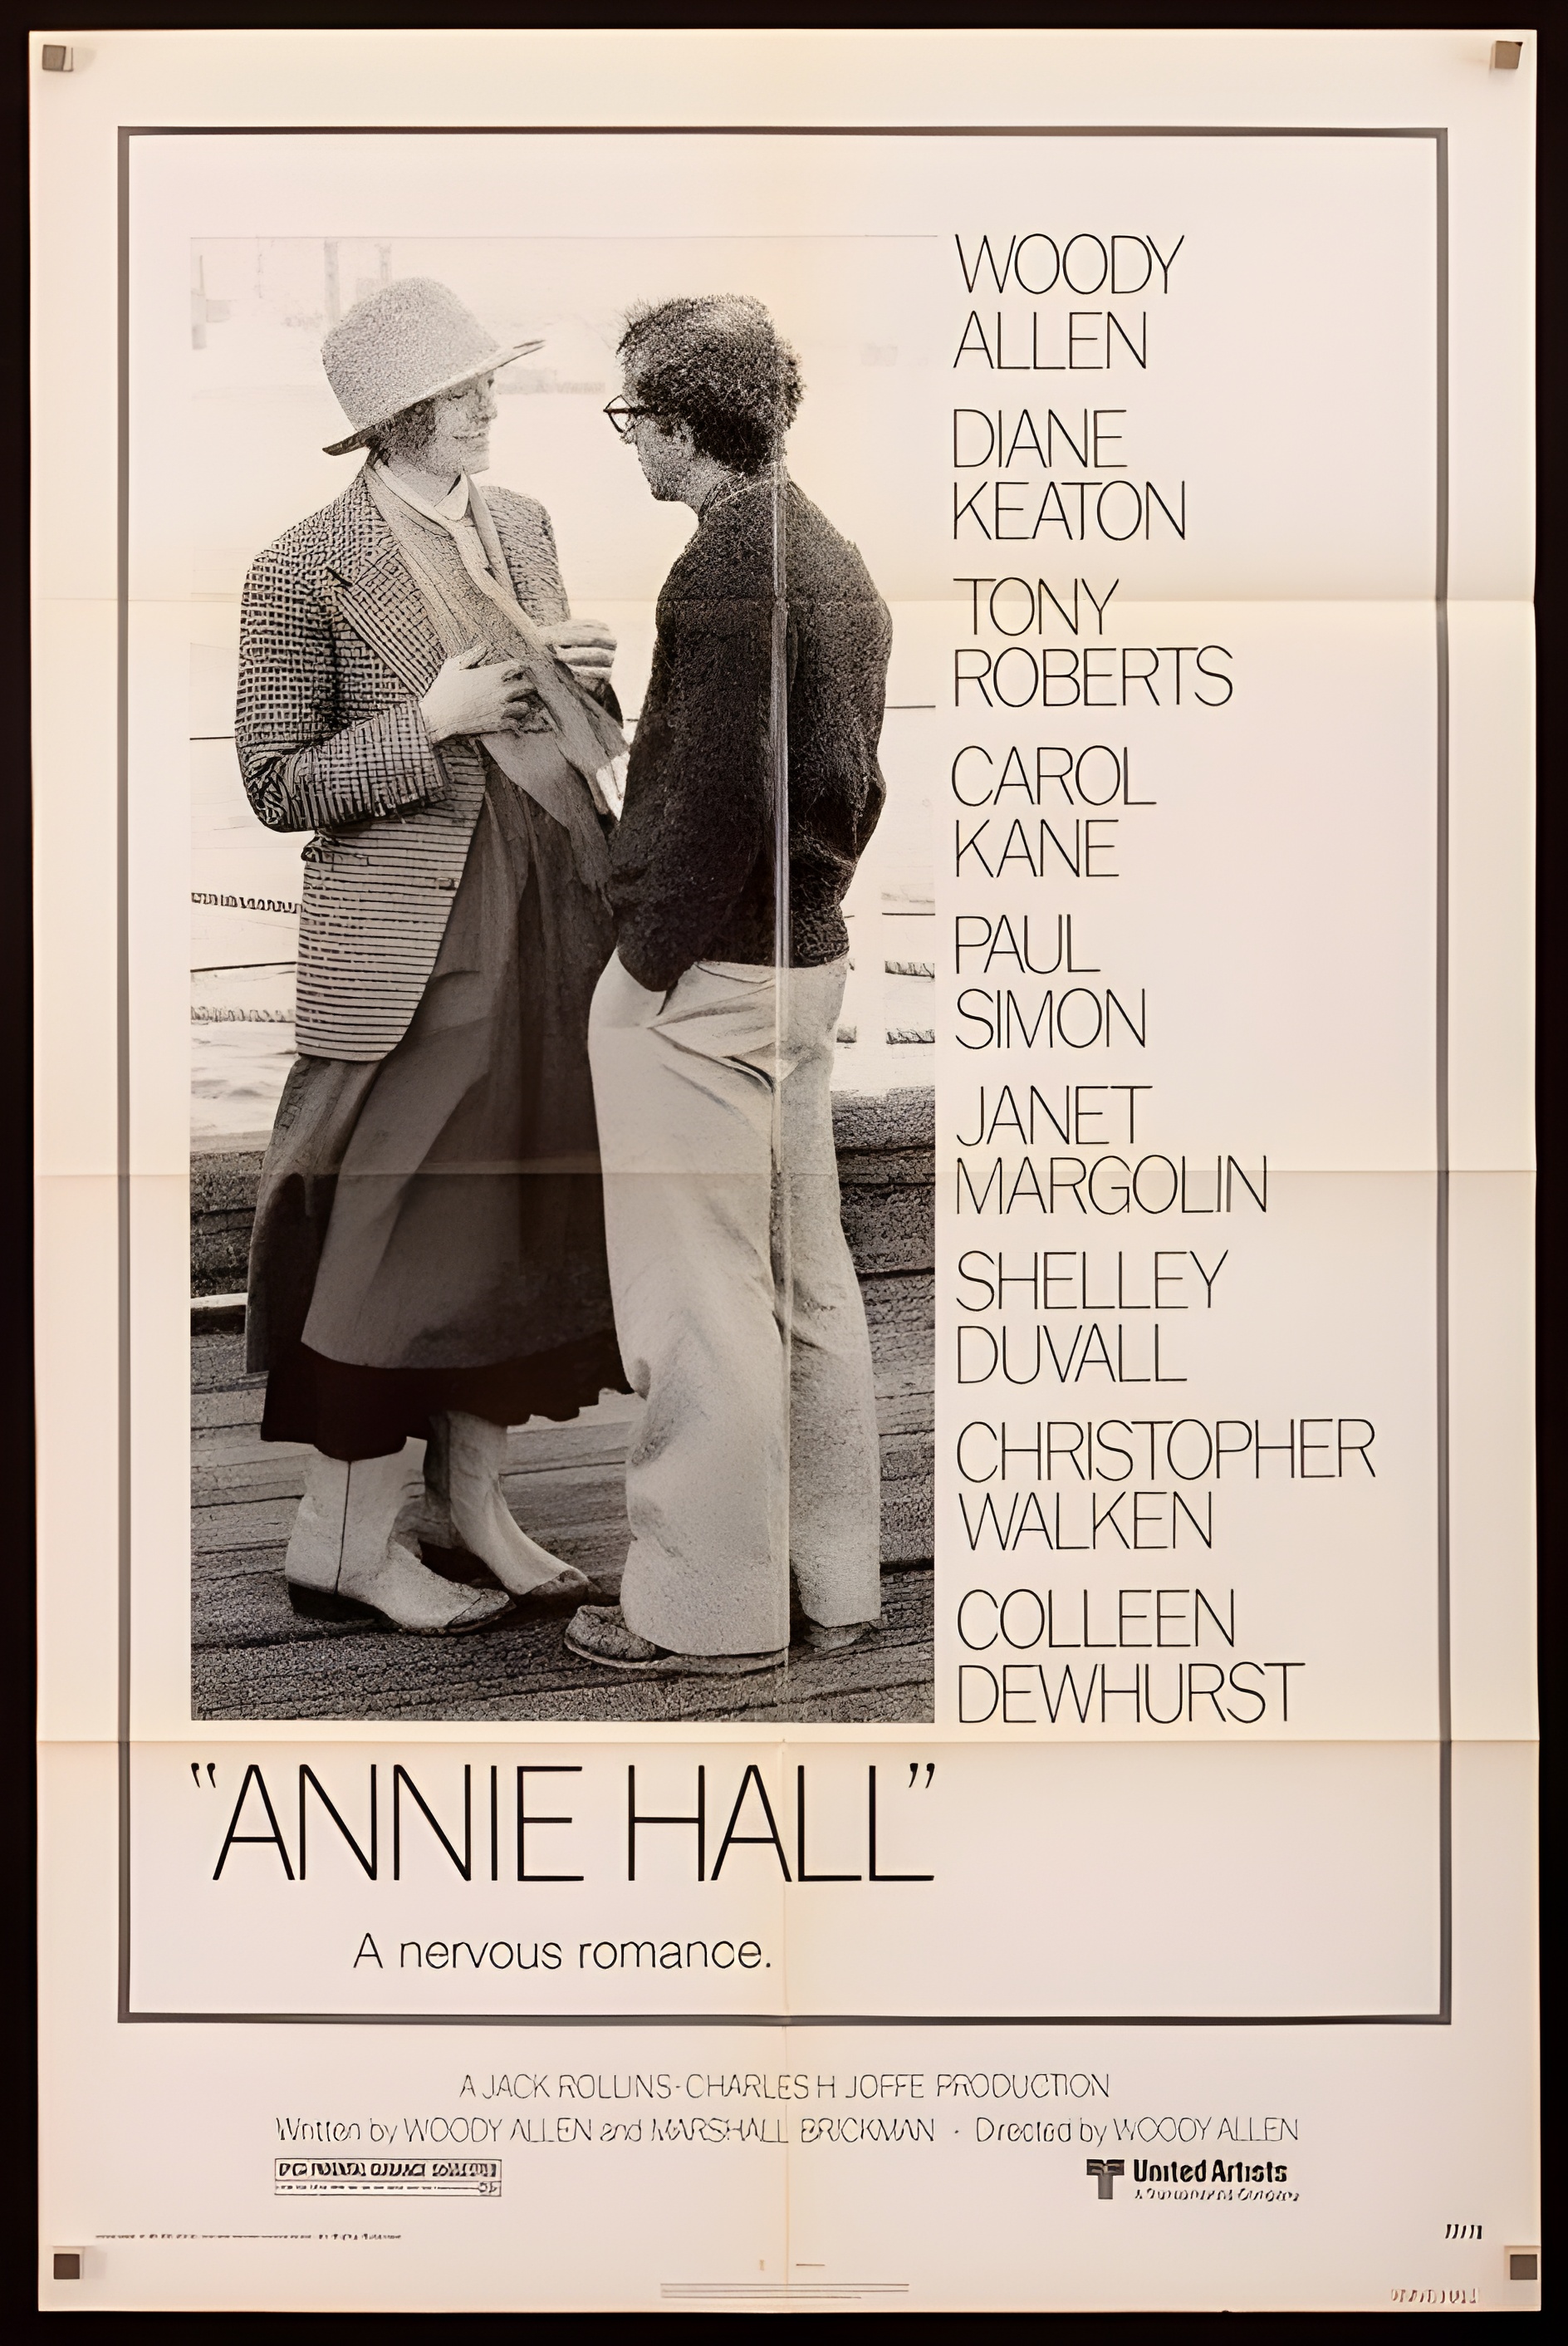 WOODY
ALLEN
DIANE
KEATON
TONY
ROBERTS
CAROL
KANE
PAUL
SIMON
JANET
MARGOLIN
SHELLEY
DUVALL
CHRISTOPHER
WALKEN
COLLEEN
DEWHURST
“ANNIE HALL”
A nervous romance.
A JACK ROLLINS-CHARLES H JOFFE PRODUCTION
Written by WOODY ALLEN and MARSHALL BRICKMAN · Directed by WOODY ALLEN
United Artists